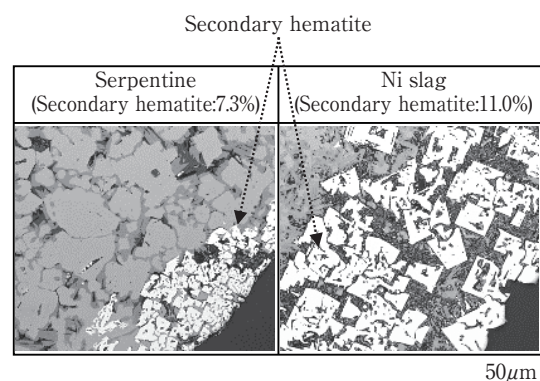 Secondary hematite
Serpentine
(Secondary hematite:7.3%)
Ni slag
(Secondary hematite:11.0%)
50μm